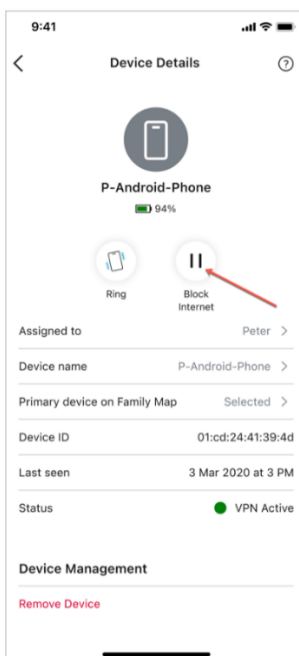 9:41
Device Details
P-Android-Phone
94%
Ring
Block
Internet
Assigned to Peter
Device name P-Android-Phone
Primary device on Family Map Selected
Device ID 01:cd:24:41:39:4d
Last seen 3 Mar 2020 at 3 PM
Status VPN Active
Device Management
Remove Device